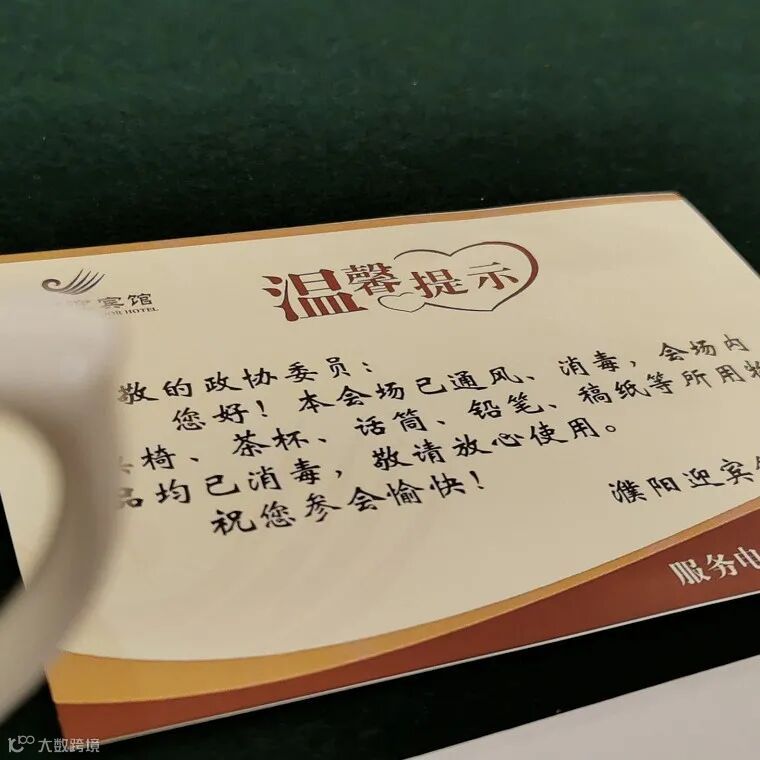 宾馆
HOTEL
温馨提示
敬的政协委员：
您好！本会场已通风、消毒，会场内
椅、茶杯、话筒、铅笔、稿纸等所用物
品均已消毒，敬请放心使用。
祝您参会愉快！
濮阳迎宾
服务电
大数跨境